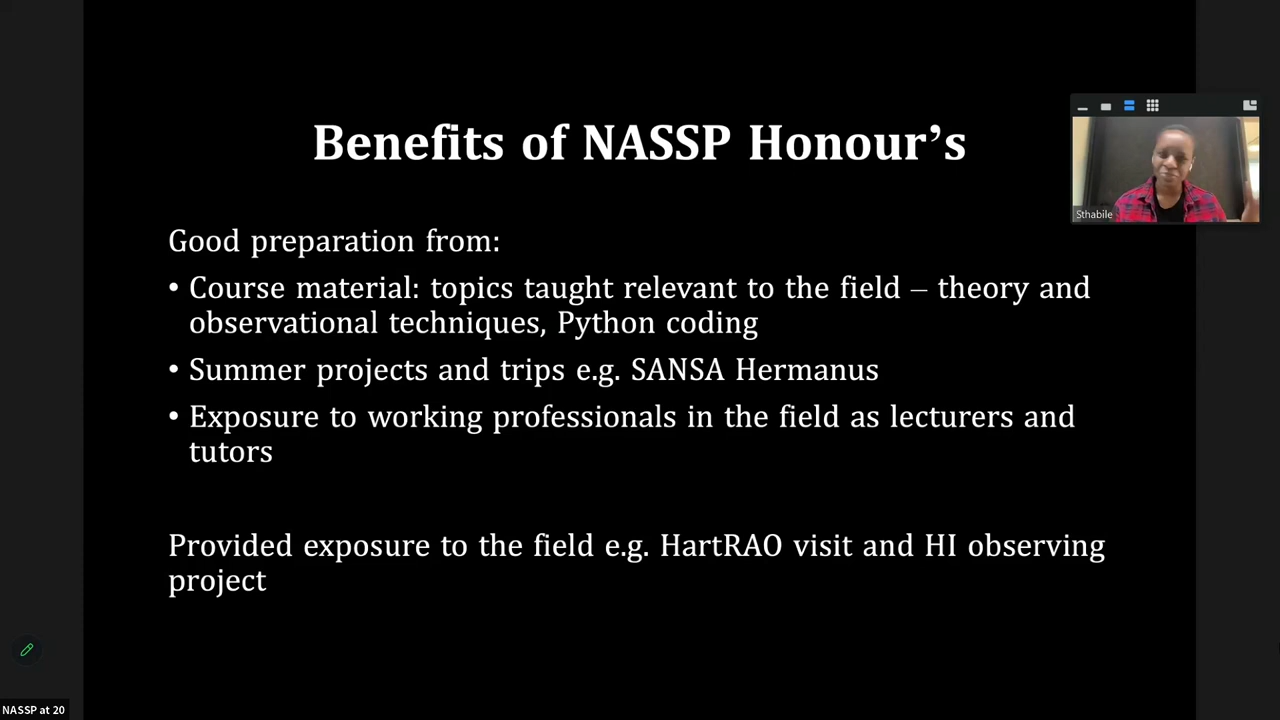 Benefits of NASSP Honour’s
Sthabile
Good preparation from:
• Course material: topics taught relevant to the field – theory and
observational techniques, Python coding
• Summer projects and trips e.g. SANSA Hermanus
• Exposure to working professionals in the field as lecturers and
tutors
Provided exposure to the field e.g. HartRAO visit and HI observing
project
NASSP at 20